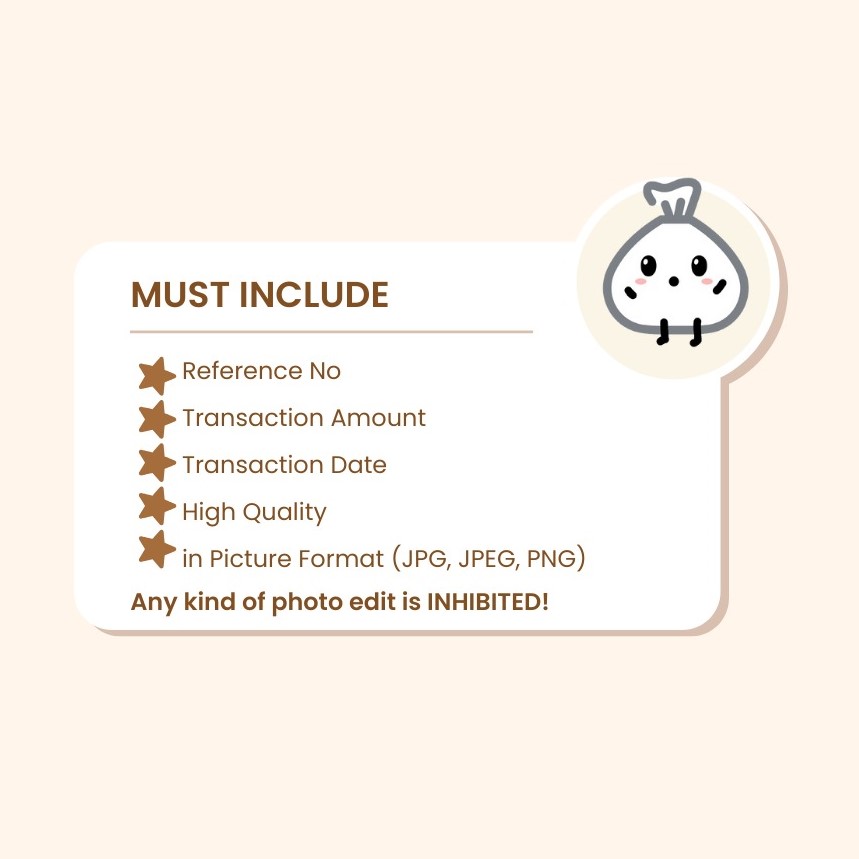 MUST INCLUDE
Reference No
Transaction Amount
Transaction Date
High Quality
in Picture Format (JPG, JPEG, PNG)
Any kind of photo edit is INHIBITED!